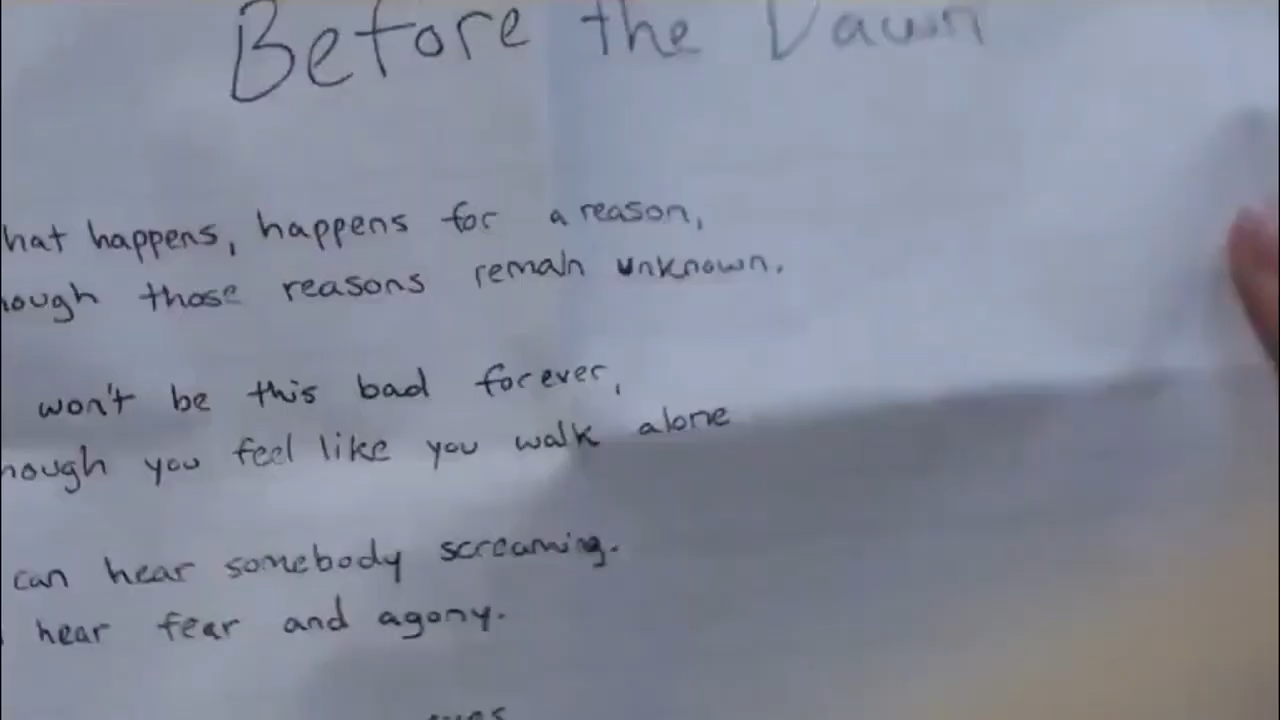 Before the Dawn
hat happens, happens for a reason,
hough those reasons remain unknown.
won't be this bad forever,
hough you feel like you walk alone
can hear somebody screaming.
hear fear and agony.